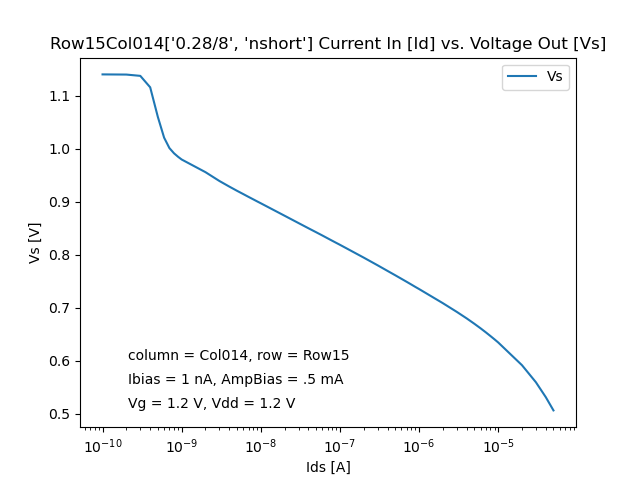 Row15Col014['0.28/8', 'nshort'] Current In [Id] vs. Voltage Out [Vs]
Vs
1.1
1.0
0.9
0.8
0.7
0.6
0.5
Vs [V]
column = Col014, row = Row15
Ibias = 1 nA, AmpBias = .5 mA
Vg = 1.2 V, Vdd = 1.2 V
10⁻¹⁰ 10⁻⁹ 10⁻⁸ 10⁻⁷ 10⁻⁶ 10⁻⁵
Ids [A]